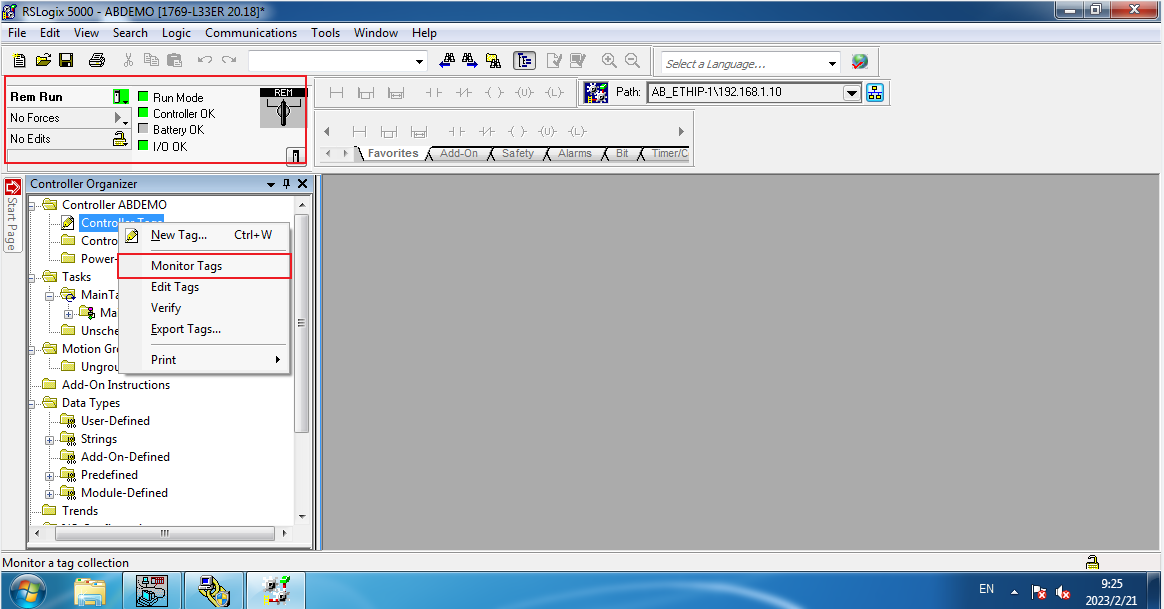 RSLogix 5000 - ABDEMO [1769-L33ER 20.18]*
File Edit View Search Logic Communications Tools Window Help
Select a Language...
Rem Run
No Forces
No Edits
Run Mode
Controller OK
Battery OK
I/O OK
REM
Path: AB_ETHIP-1\192.168.1.10
Favorites Add-On Safety Alarms Bit Timer/C
Start Page
Controller Organizer
Controller ABDEMO
Controller Tags
Contro
Power-
Tasks
MainTa
Ma
Unsche
Motion Gr
Ungrou
Add-On Instructions
Data Types
User-Defined
Strings
Add-On-Defined
Predefined
Module-Defined
Trends
New Tag... Ctrl+W
Monitor Tags
Edit Tags
Verify
Export Tags...
Print
Monitor a tag collection
EN
9:25
2023/2/21